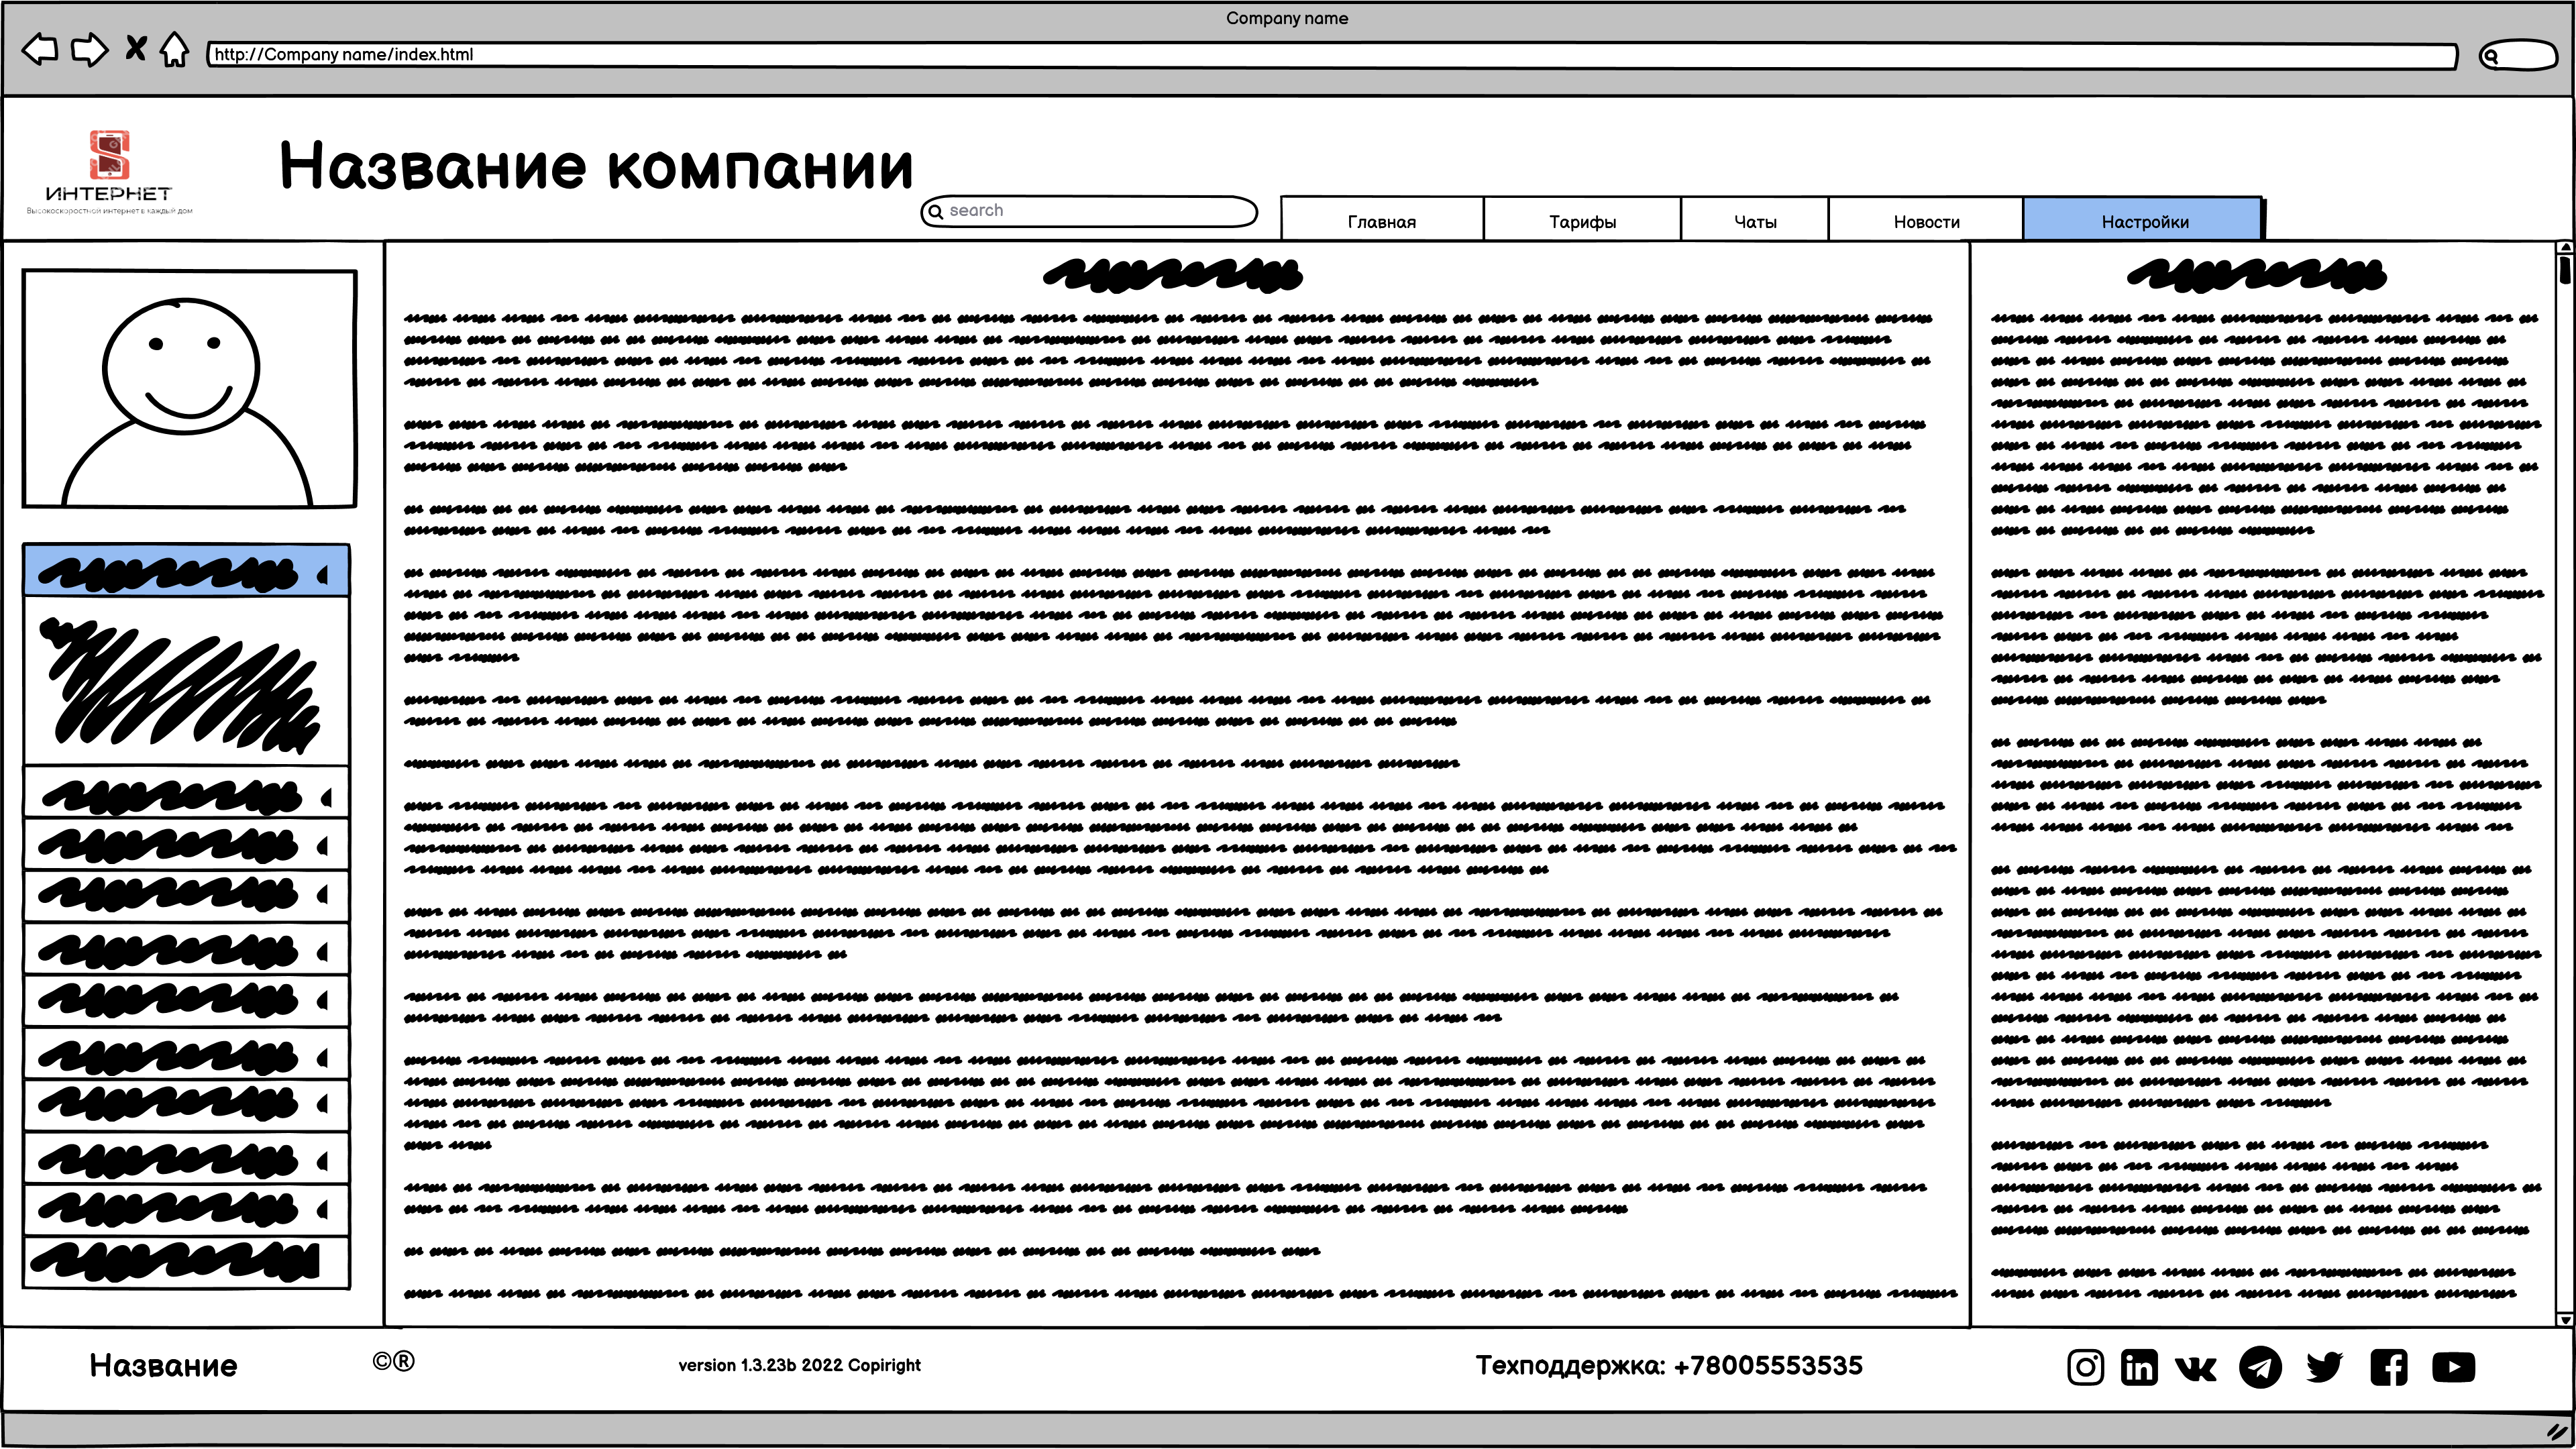 Company name
http://Company name/index.html
ИНТЕРНЕТ
Высокоскоростной интернет в каждый дом
Название компании
search
Главная
Тарифы
Чаты
Новости
Настройки
Название
©®
version 1.3.23b 2022 Copiright
Техподдержка: +78005553535